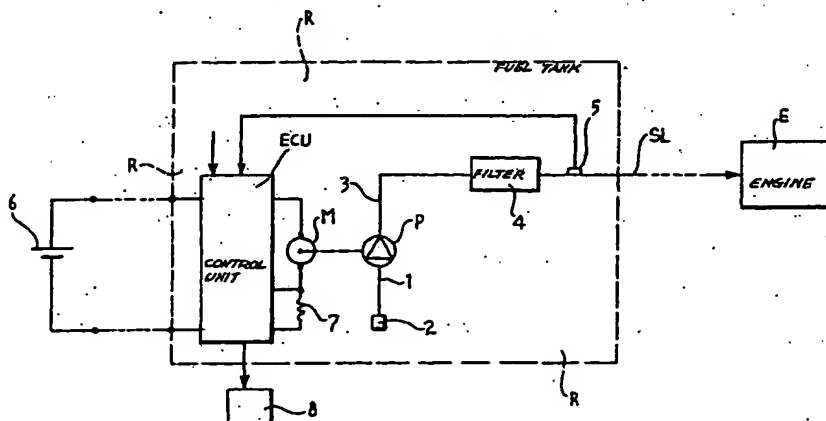 R
FUEL TANK
5
E
ECU
SL
R
3
FILTER
ENGINE
4
6
M
P
CONTROL UNIT
1
7
2
R
8